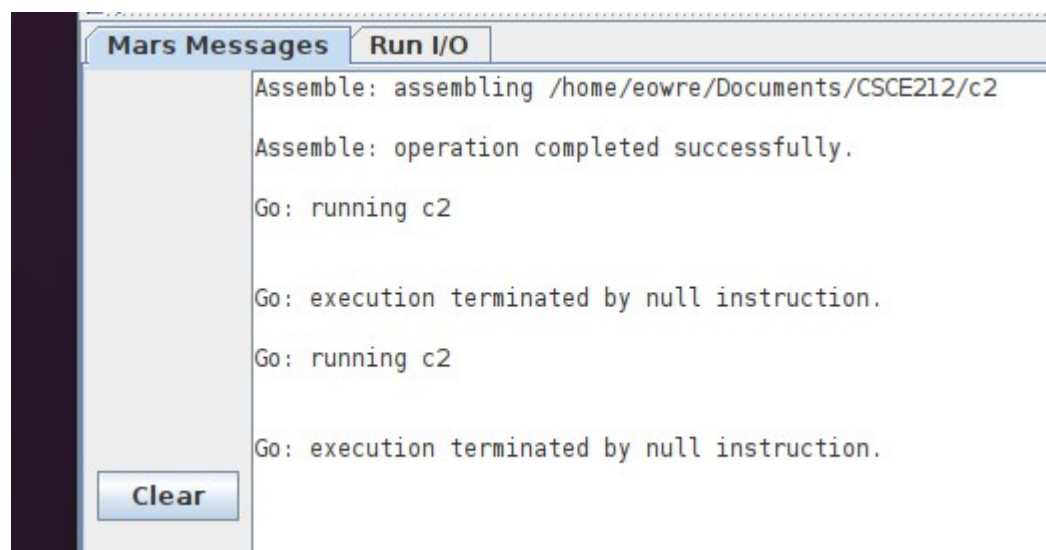 Mars Messages
Run I/O
Assemble: assembling /home/eowre/Documents/CSCE212/c2
Assemble: operation completed successfully.
Go: running c2
Go: execution terminated by null instruction.
Go: running c2
Go: execution terminated by null instruction.
Clear